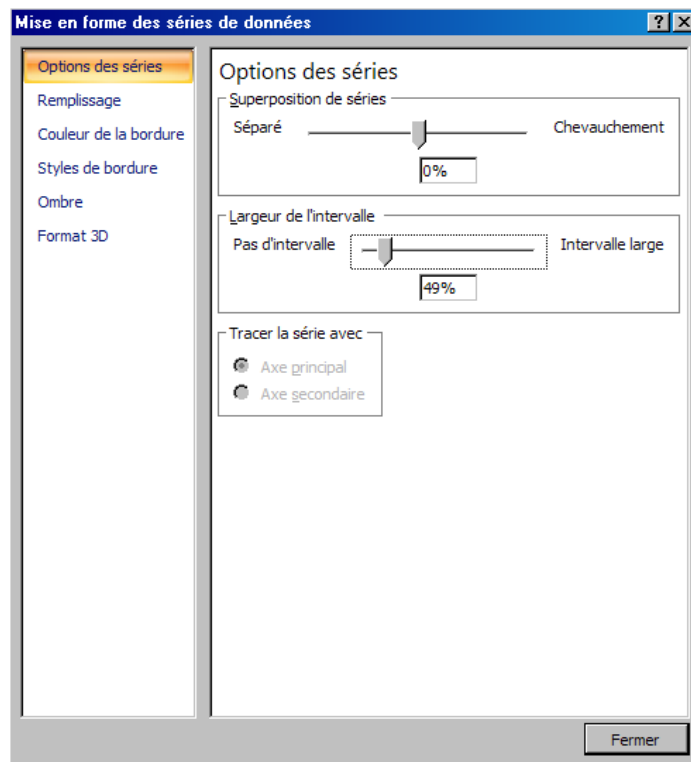 Mise en forme des séries de données
Options des séries
Remplissage
Couleur de la bordure
Styles de bordure
Ombre
Format 3D
Options des séries
Superposition de séries
Séparé Chevauchement
0%
Largeur de l'intervalle
Pas d'intervalle Intervalle large
49%
Tracer la série avec
Axe principal
Axe secondaire
Fermer